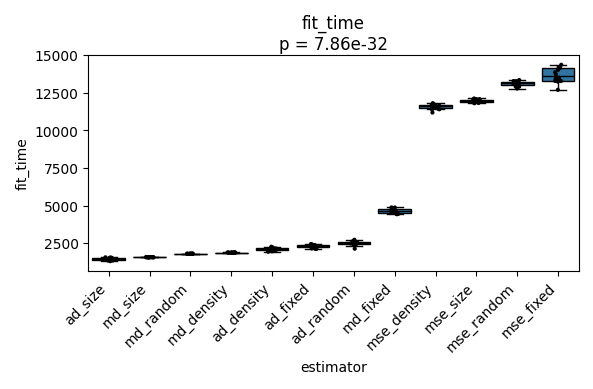 fit_time
p = 7.86e-32
15000
12500
10000
7500
5000
2500
fit_time
ad_size
md_size
md_random
md_density
ad_density
ad_fixed
ad_random
md_fixed
mse_density
mse_size
mse_random
mse_fixed
estimator